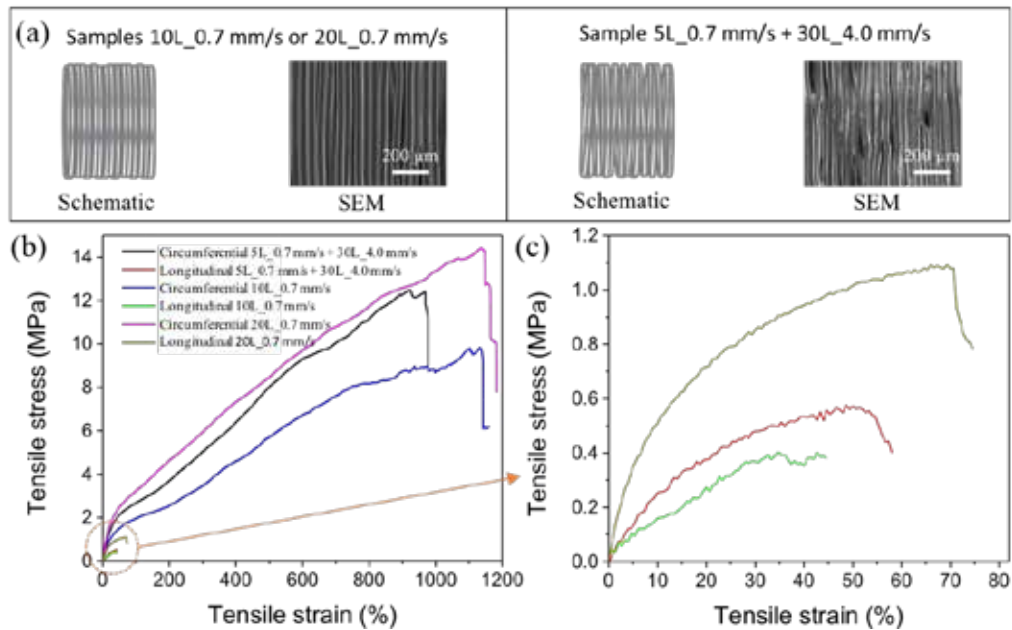 (a)
Samples 10L_0.7 mm/s or 20L_0.7 mm/s
Sample 5L_0.7 mm/s + 30L_4.0 mm/s
200 μm
200 μm
Schematic
SEM
Schematic
SEM
(b)
14
12
10
8
6
4
2
0
Tensile stress (MPa)
Circumferential 5L_0.7 mm/s + 30L_4.0 mm/s
Longitudinal 5L_0.7 mm/s + 30L_4.0 mm/s
Circumferential 10L_0.7 mm/s
Longitudinal 10L_0.7 mm/s
Circumferential 20L_0.7 mm/s
Longitudinal 20L_0.7 mm/s
0 200 400 600 800 1000 1200
Tensile strain (%)
(c)
1.2
1.0
0.8
0.6
0.4
0.2
0.0
Tensile stress (MPa)
0 10 20 30 40 50 60 70 80
Tensile strain (%)